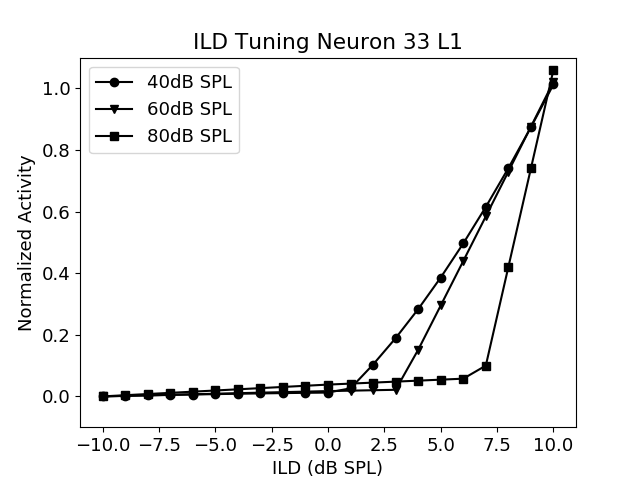 ILD Tuning Neuron 33 L1
40dB SPL
60dB SPL
80dB SPL
Normalized Activity
1.0
0.8
0.6
0.4
0.2
0.0
−10.0 −7.5 −5.0 −2.5 0.0 2.5 5.0 7.5 10.0
ILD (dB SPL)